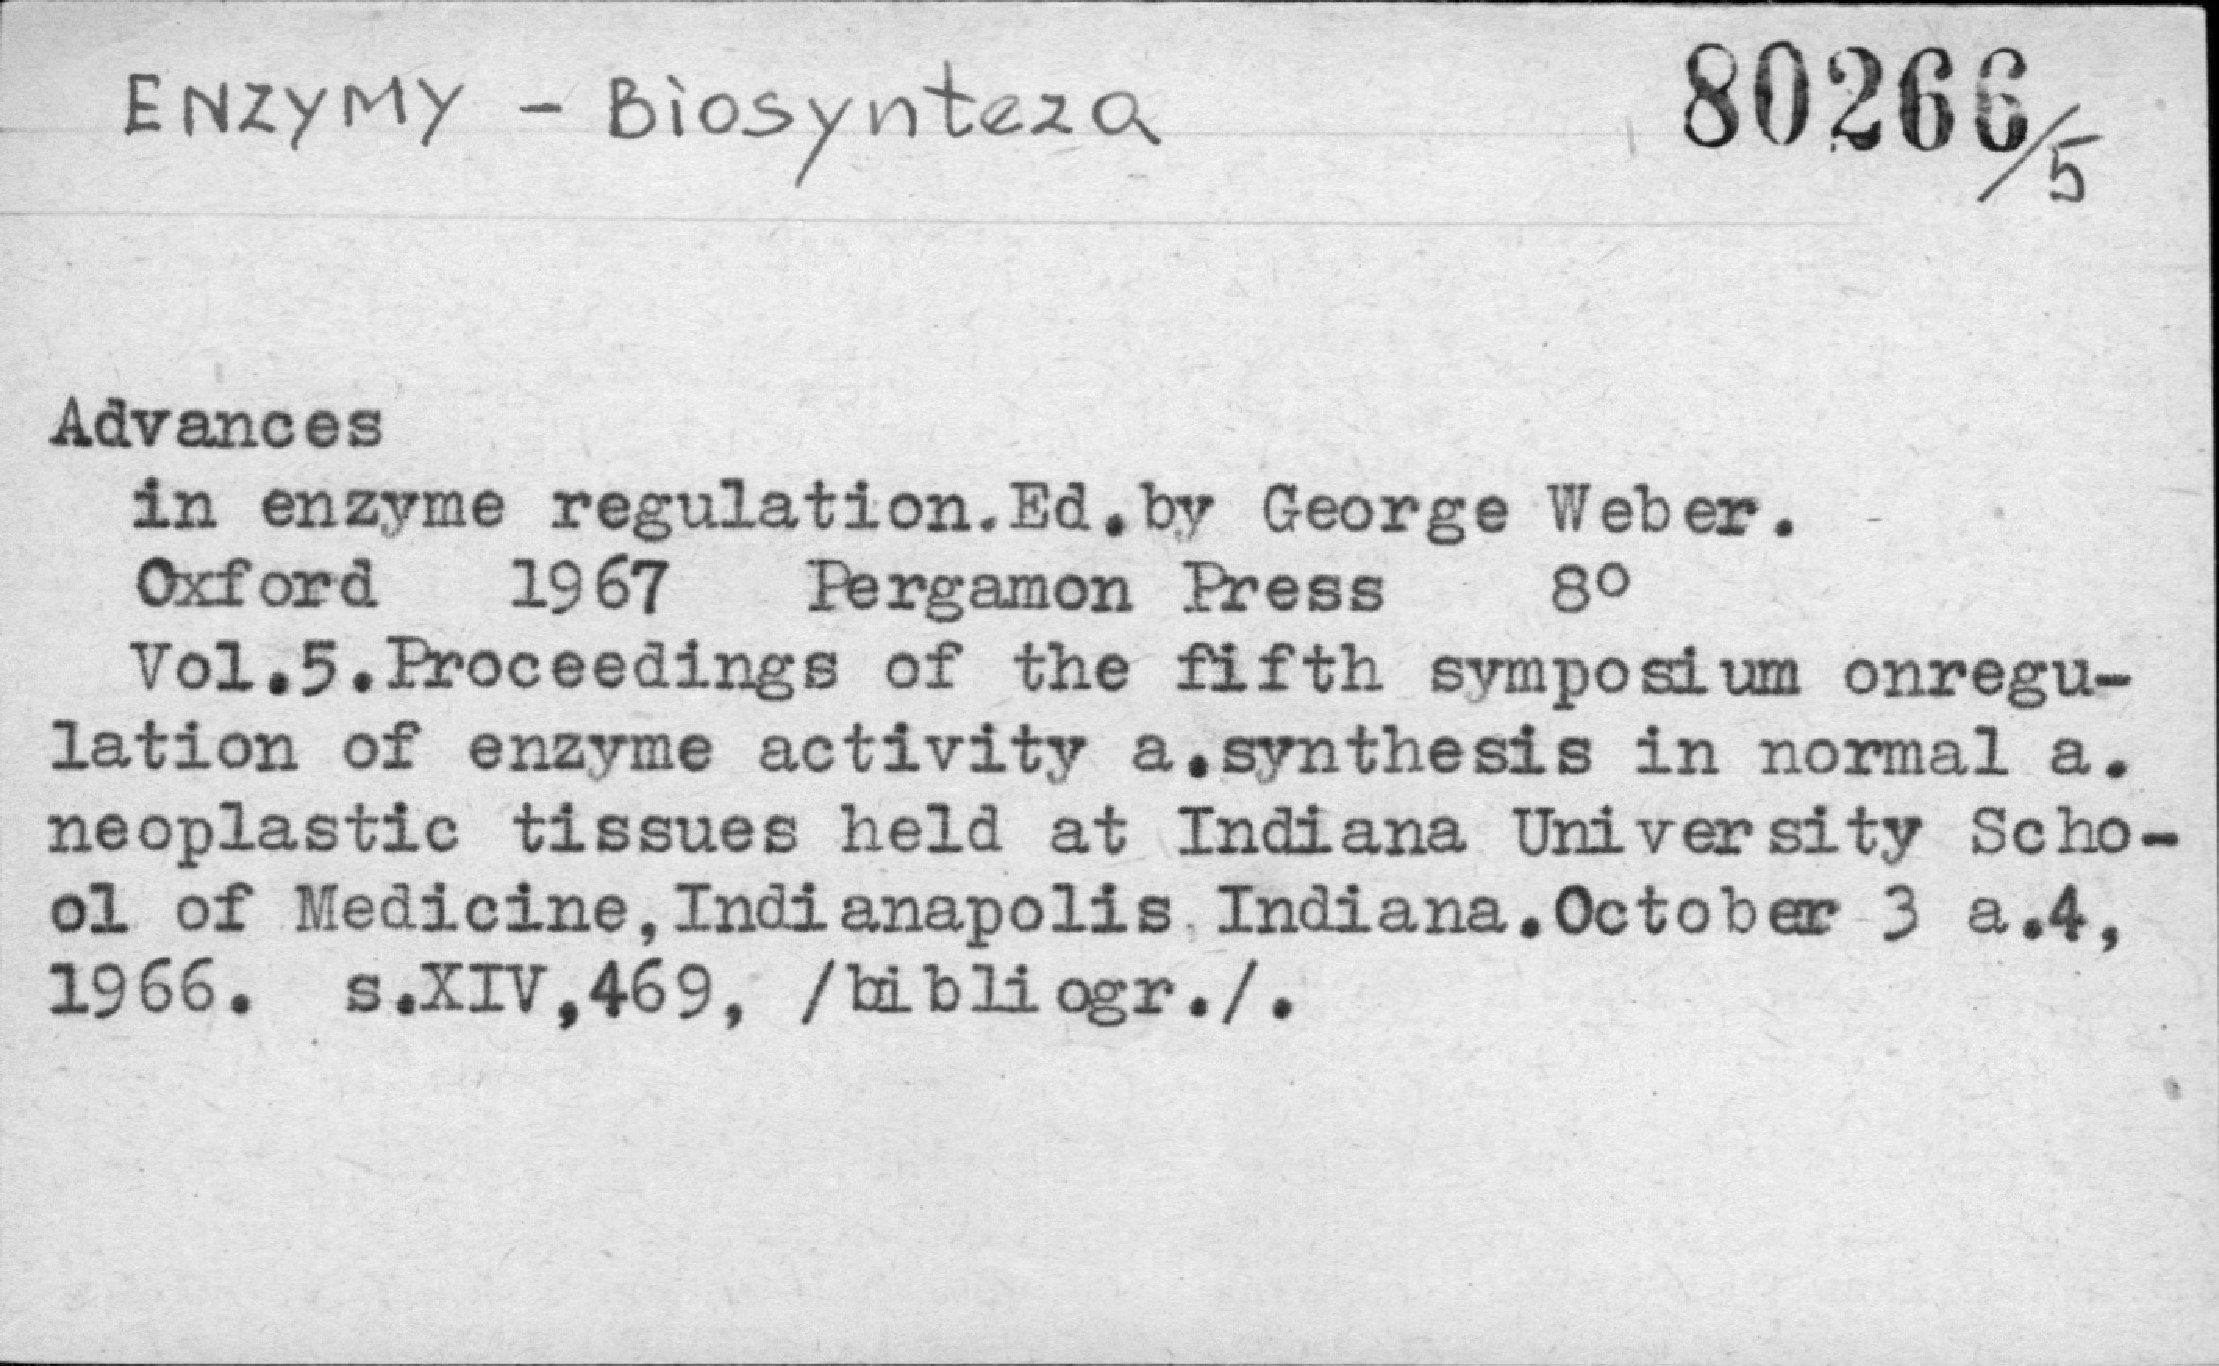 ENZYMY - Biosynteza 80266/5
Advances
in enzyme regulation.Ed.by George Weber.
Oxford 1967 Pergamon Press 8°
Vol.5.Proceedings of the fifth symposium onregu-
lation of enzyme activity a.synthesis in normal a.
neoplastic tissues held at Indiana University Scho-
ol of Medicine,Indianapolis Indiana.October 3 a.4,
1966. s.XIV,469, /bibliogr./.